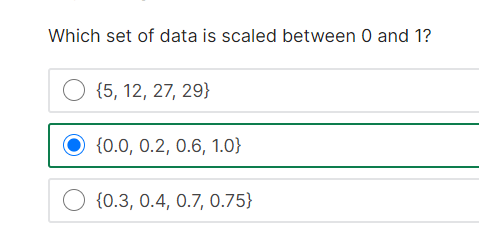 Which set of data is scaled between 0 and 1?
{5, 12, 27, 29}
{0.0, 0.2, 0.6, 1.0}
{0.3, 0.4, 0.7, 0.75}